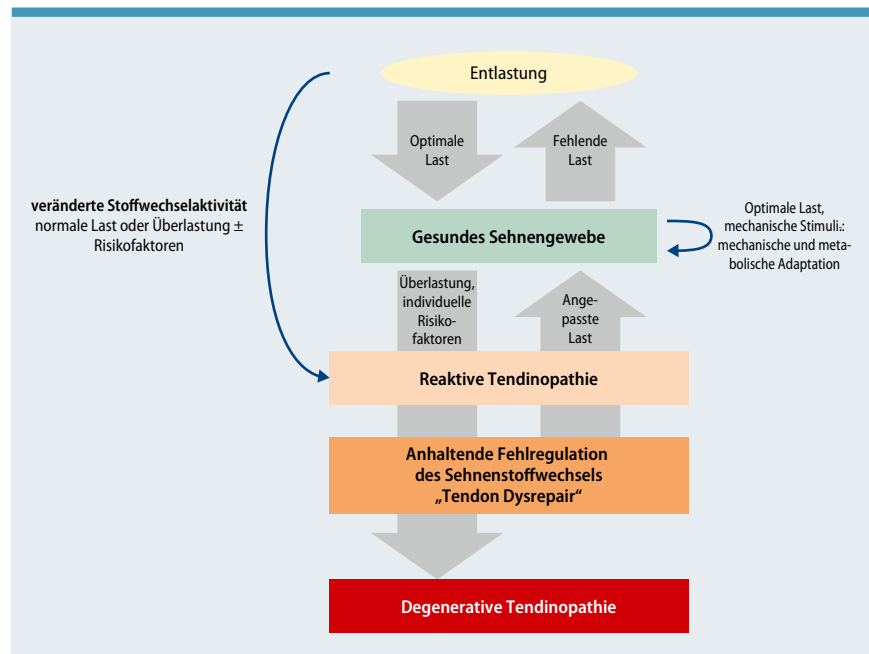 Entlastung
Optimale
Last
Fehlende
Last
veränderte Stoffwechselaktivität
normale Last oder Überlastung ±
Risikofaktoren
Gesundes Sehnengewebe
Optimale Last,
mechanische Stimuli:
mechanische und meta-
bolische Adaptation
Überlastung,
individuelle
Risiko-
faktoren
Ange-
passte
Last
Reaktive Tendinopathie
Anhaltende Fehlregulation
des Sehnenstoffwechsels
„Tendon Dysrepair“
Degenerative Tendinopathie